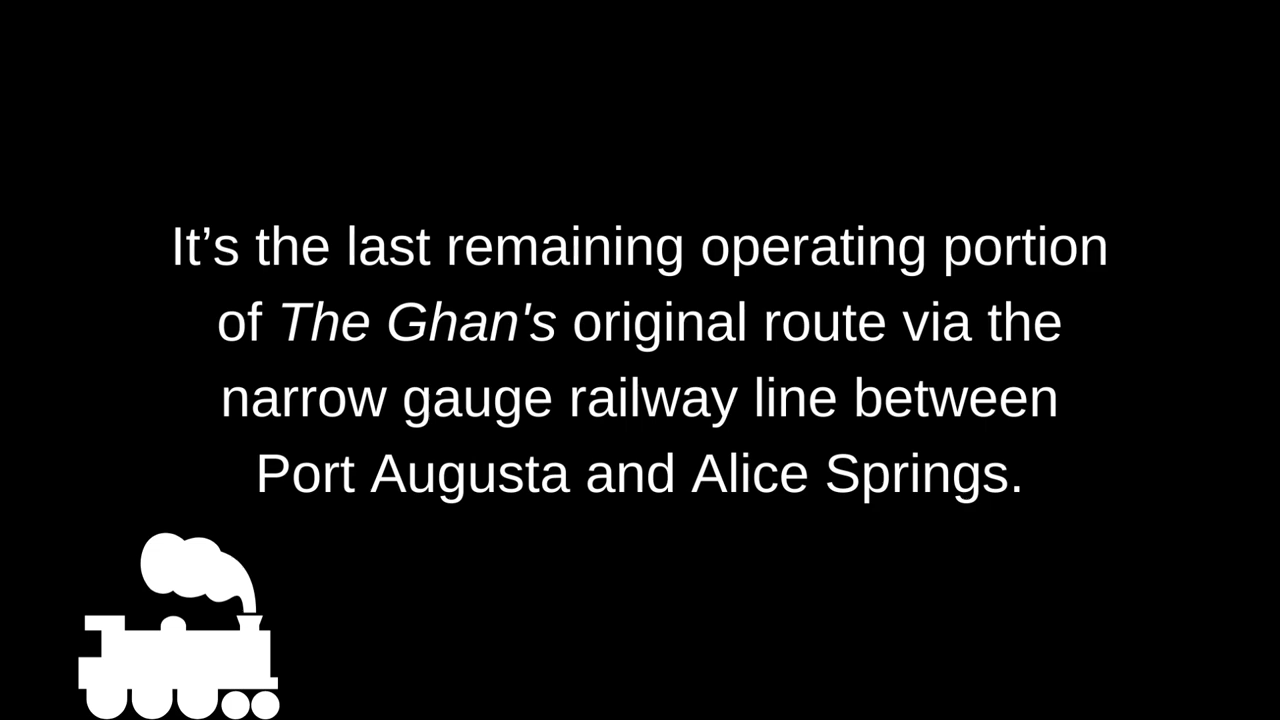 It’s the last remaining operating portion
of The Ghan's original route via the
narrow gauge railway line between
Port Augusta and Alice Springs.